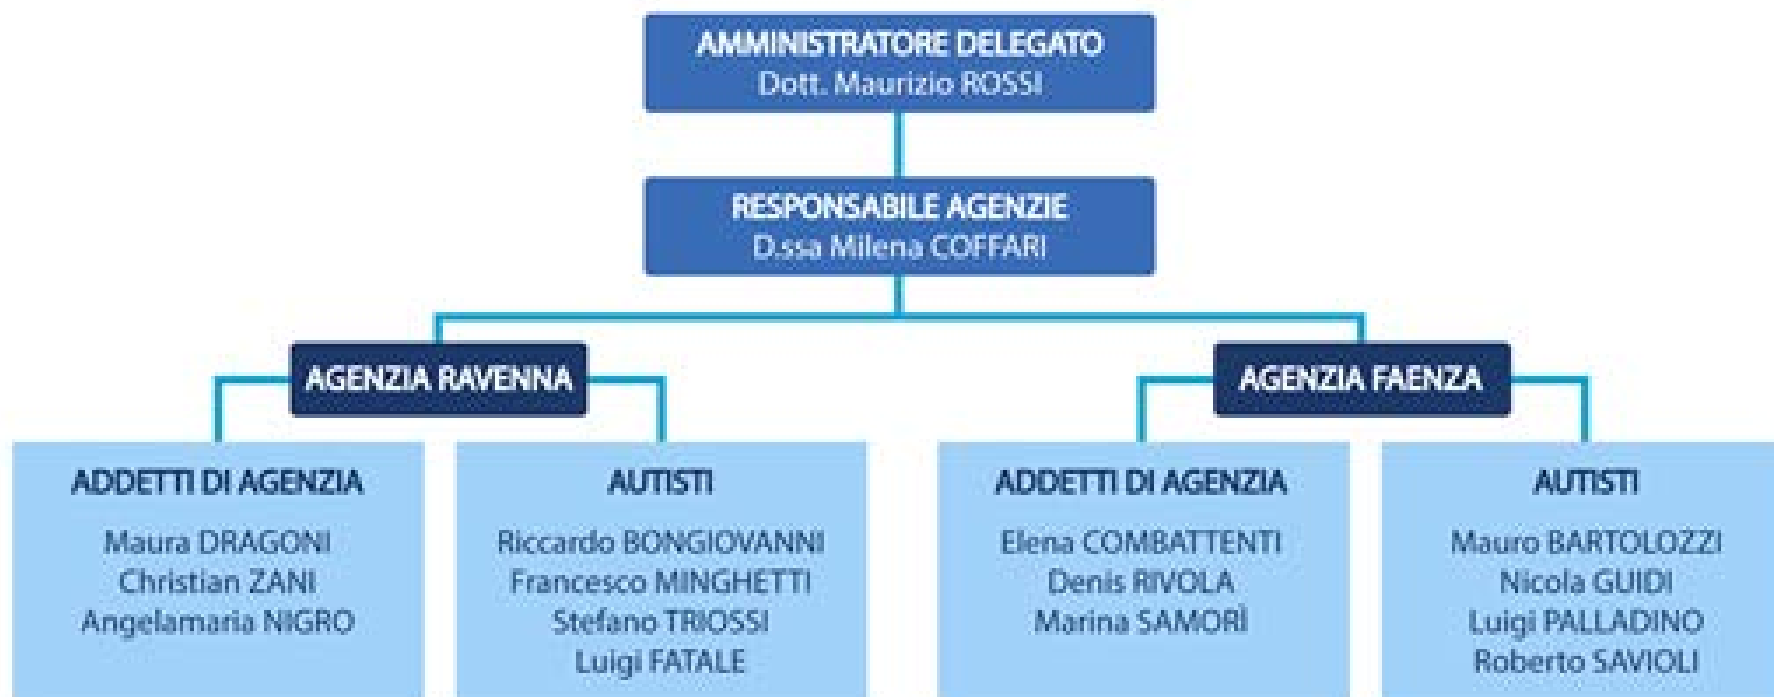 AMMINISTRATORE DELEGATO
Dott. Maurizio ROSSI
RESPONSABILE AGENZIE
D.ssa Milena COFFARI
AGENZIA RAVENNA
ADDETTI DI AGENZIA
Maura DRAGONI
Christian ZANI
Angelamaria NIGRO
AUTISTI
Riccardo BONGIOVANNI
Francesco MINGHETTI
Stefano TRIOSSI
Luigi FATALE
AGENZIA FAENZA
ADDETTI DI AGENZIA
Elena COMBATTENTI
Denis RIVOLA
Marina SAMORÌ
AUTISTI
Mauro BARTOLOZZI
Nicola GUIDI
Luigi PALLADINO
Roberto SAVIOLI